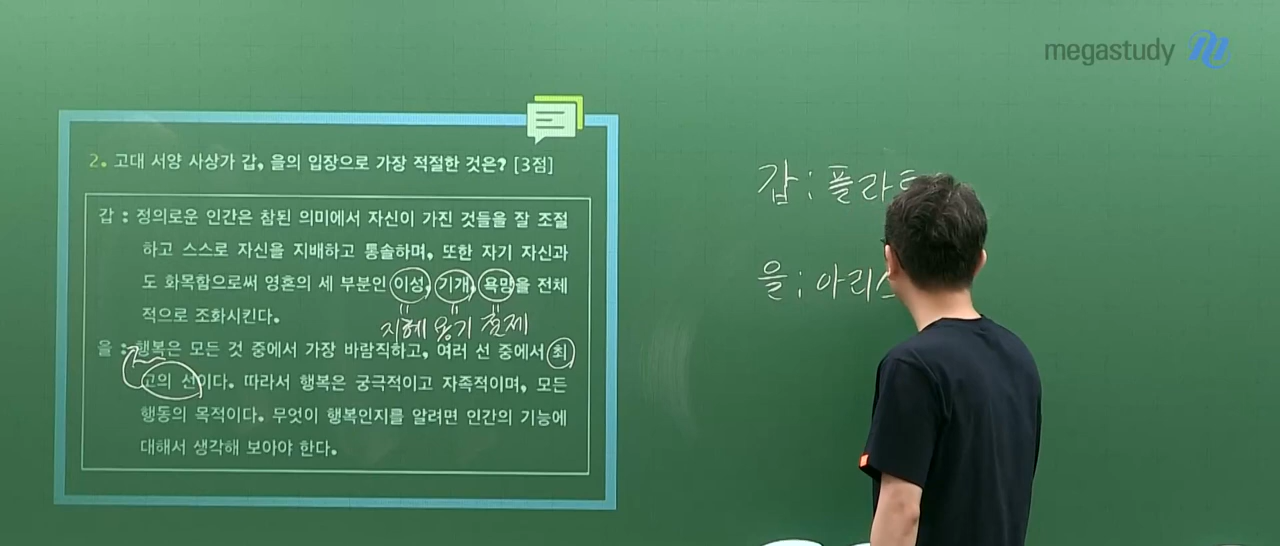 megastudy
2. 고대 서양 사상가 갑, 을의 입장으로 가장 적절한 것은? [3점]
갑 : 정의로운 인간은 참된 의미에서 자신이 가진 것들을 잘 조절
하고 스스로 자신을 지배하고 통솔하며, 또한 자기 자신과
도 화목함으로써 영혼의 세 부분인 이성, 기개, 욕망을 전체
적으로 조화시킨다.
지혜 용기 절제
을 : 행복은 모든 것 중에서 가장 바람직하고, 여러 선 중에서 최
고의 선이다. 따라서 행복은 궁극적이고 자족적이며, 모든
행동의 목적이다. 무엇이 행복인지를 알려면 인간의 기능에
대해서 생각해 보아야 한다.
갑 : 플라
을 : 아리스